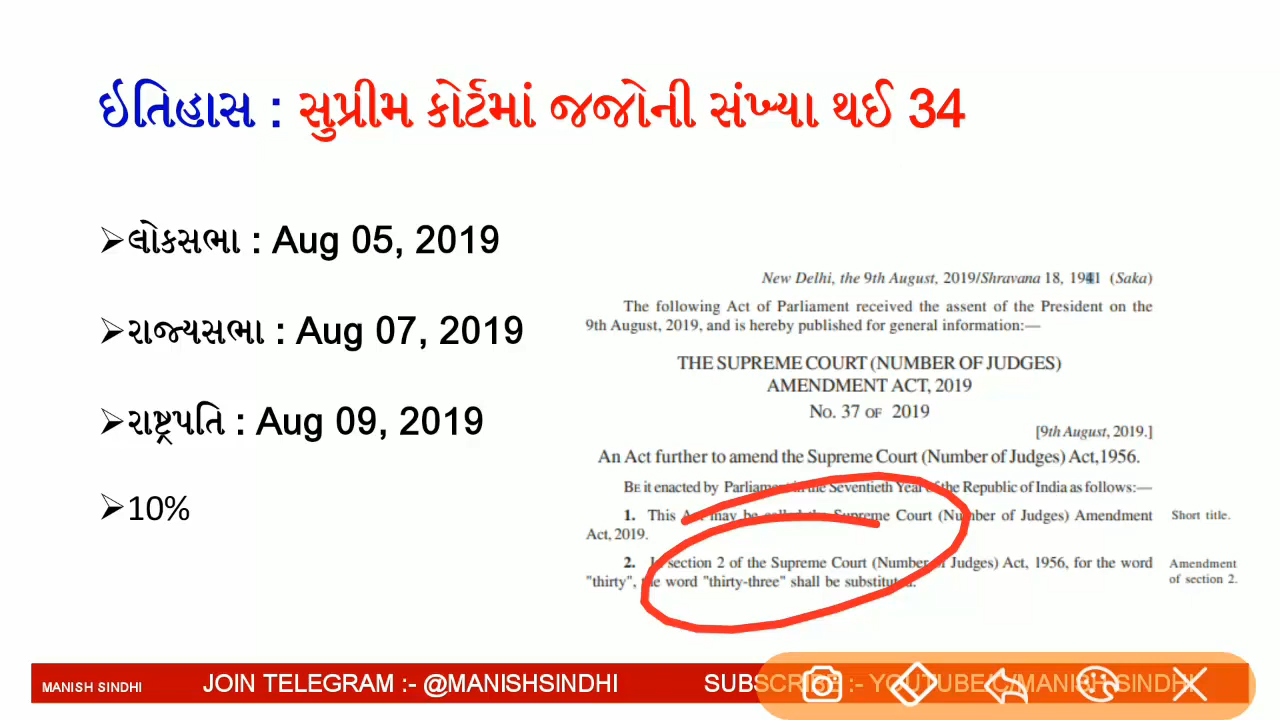 ઈતિહાસ : સુપ્રીમ કોર્ટમાં જજોની સંખ્યા થઈ 34
➢લોકસભા : Aug 05, 2019
➢રાજ્યસભા : Aug 07, 2019
➢રાષ્ટ્રપતિ : Aug 09, 2019
➢10%
New Delhi, the 9th August, 2019/Shravana 18, 1941 (Saka)
The following Act of Parliament received the assent of the President on the
9th August, 2019, and is hereby published for general information:—
THE SUPREME COURT (NUMBER OF JUDGES)
AMENDMENT ACT, 2019
No. 37 OF 2019
[9th August, 2019.]
An Act further to amend the Supreme Court (Number of Judges) Act,1956.
BE it enacted by Parliament in the Seventieth Year of the Republic of India as follows:—
1. This Act may be called the Supreme Court (Number of Judges) Amendment
Act, 2019.
Short title.
2. In section 2 of the Supreme Court (Number of Judges) Act, 1956, for the word
"thirty", the word "thirty-three" shall be substituted.
Amendment
of section 2.
MANISH SINDHI JOIN TELEGRAM :- @MANISHSINDHI SUBSCRIBE :- YOUTUBE/C/MANISH SINDHI